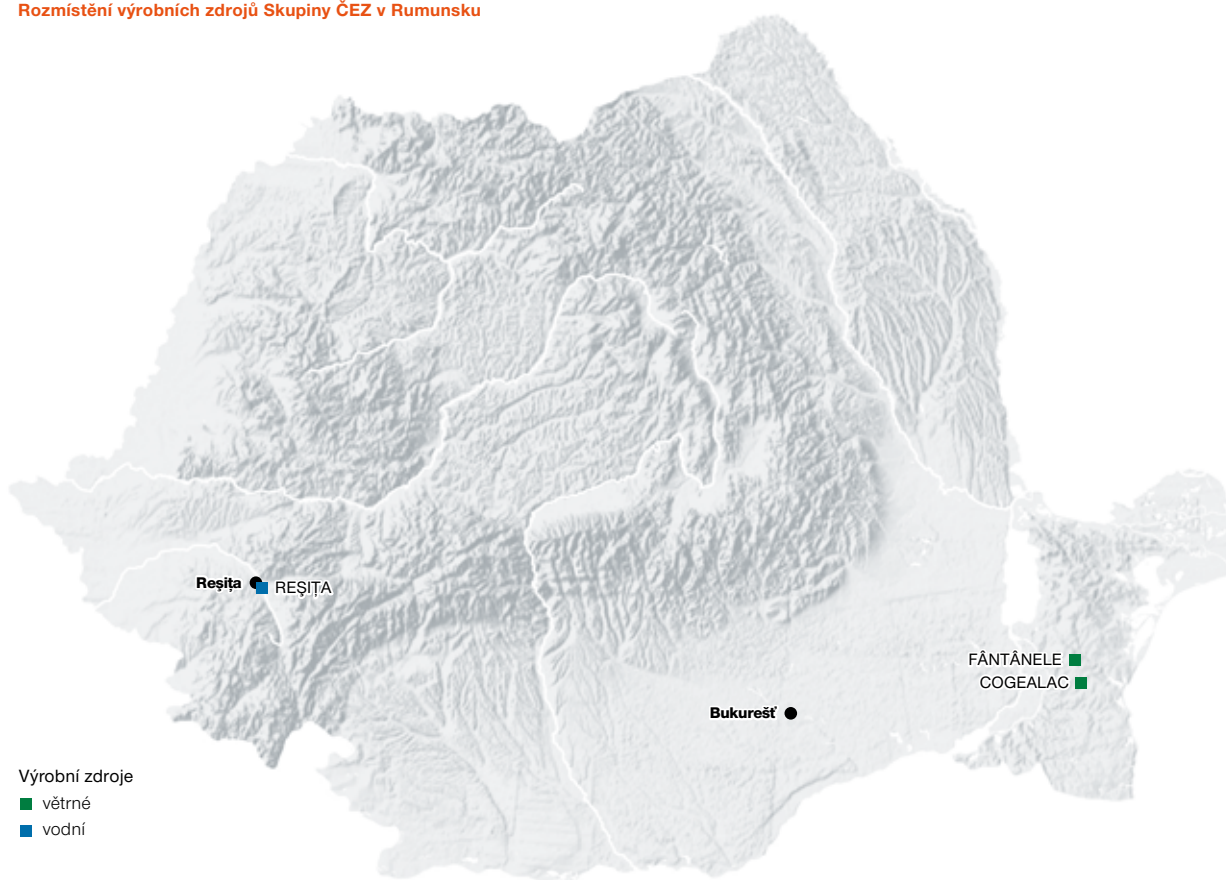 Rozmístění výrobních zdrojů Skupiny ČEZ v Rumunsku
Reşiţa
REŞIŢA
FÂNTÂNELE
COGEALAC
Bukurešť
Výrobní zdroje
větrné
vodní